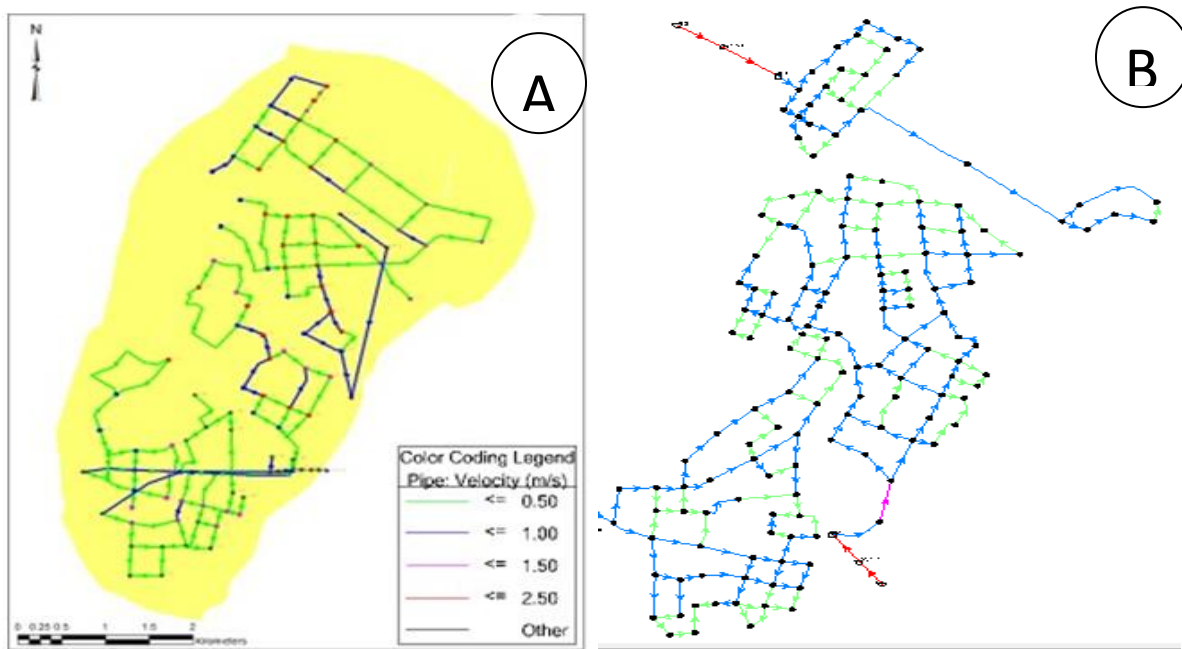 N
A
B
Color Coding Legend
Pipe: Velocity (m/s)
<= 0.50
<= 1.00
<= 1.50
<= 2.50
Other
0 0.25 0.5 1 1.5 2
Kilometers